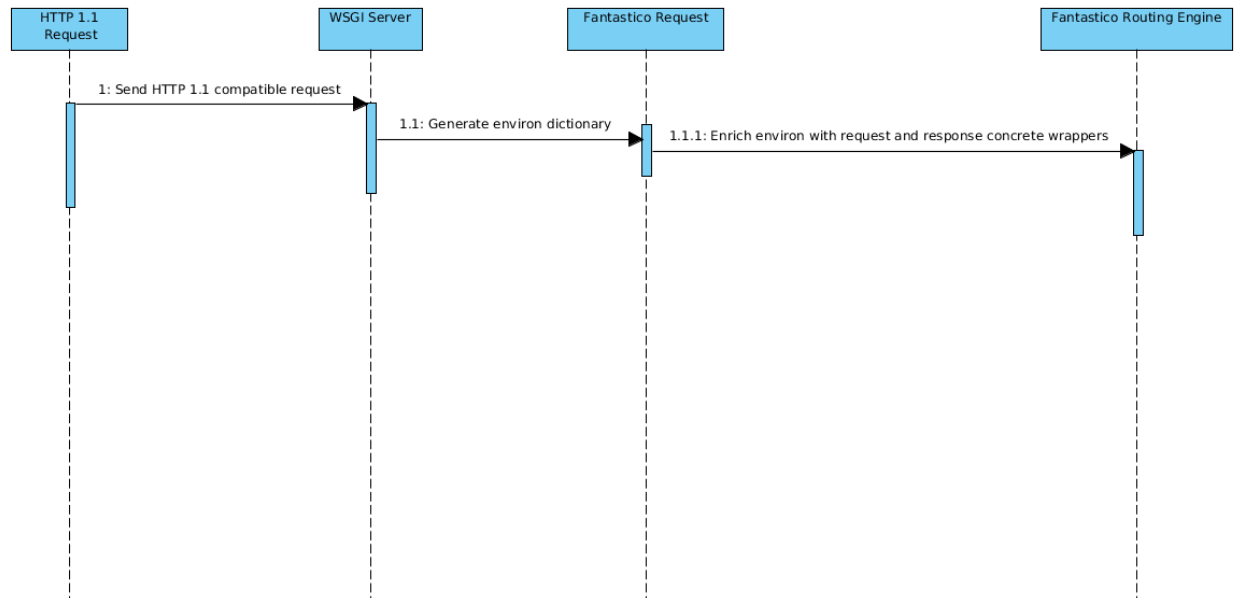 HTTP 1.1
Request
WSGI Server
Fantastico Request
Fantastico Routing Engine
1: Send HTTP 1.1 compatible request
1.1: Generate environ dictionary
1.1.1: Enrich environ with request and response concrete wrappers